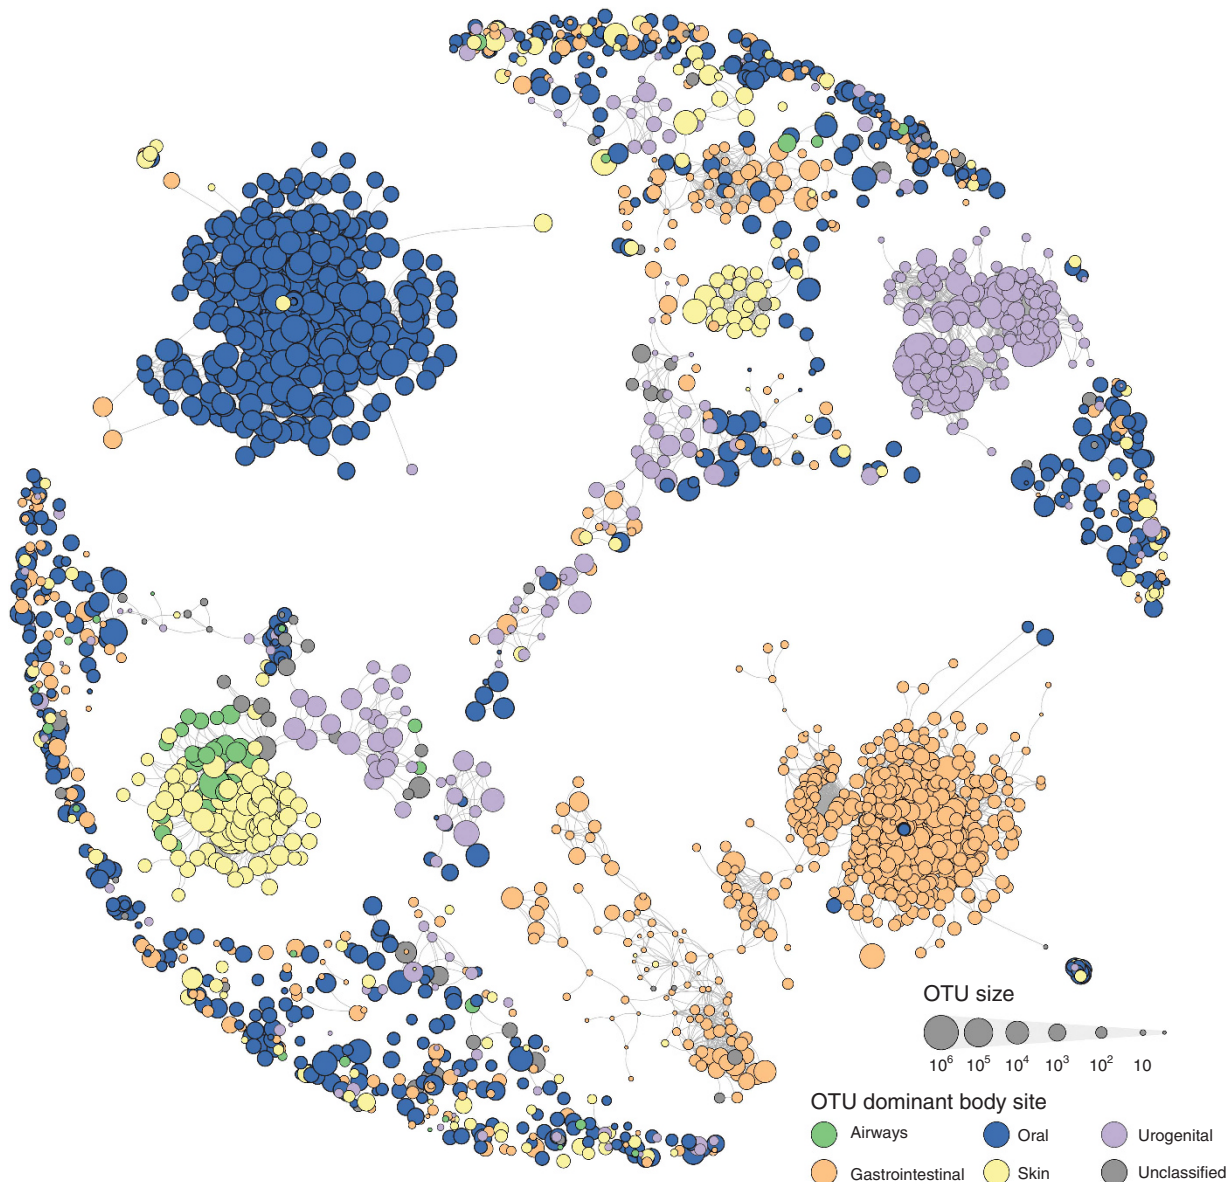 OTU size
10⁶ 10⁵ 10⁴ 10³ 10² 10
OTU dominant body site
Airways Oral Urogenital
Gastrointestinal Skin Unclassified